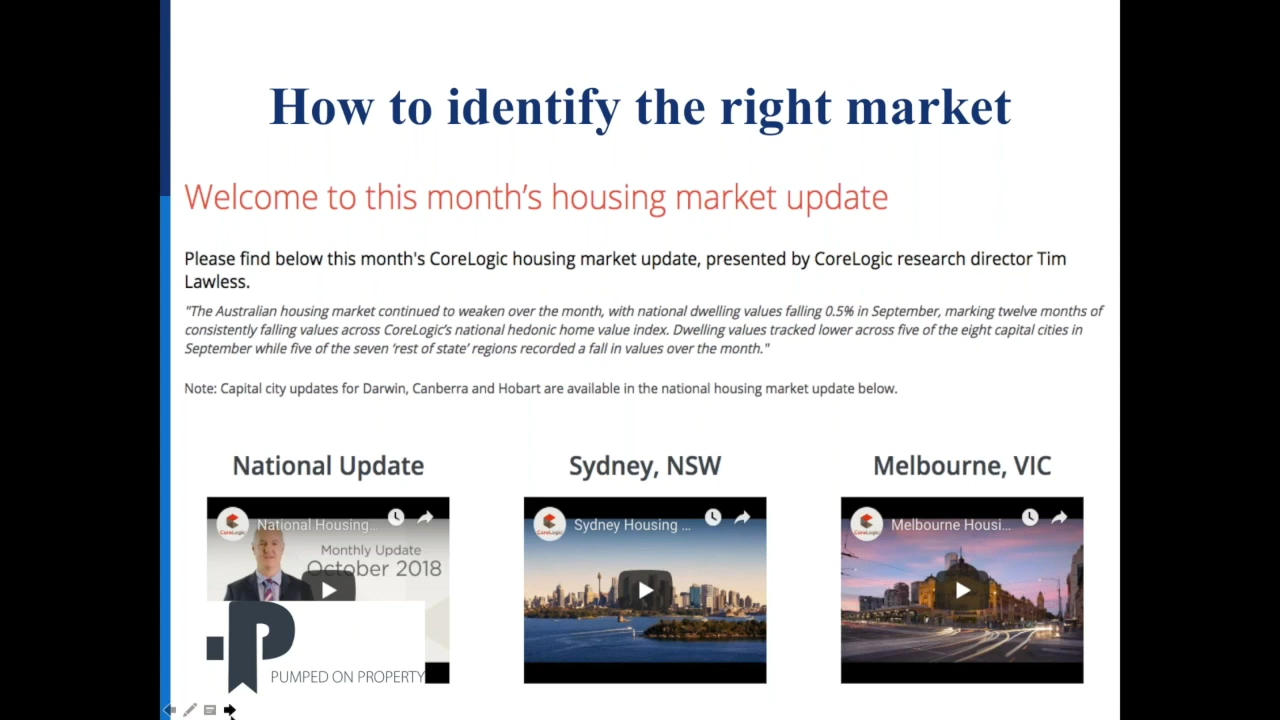 How to identify the right market
Welcome to this month's housing market update
Please find below this month's CoreLogic housing market update, presented by CoreLogic research director Tim
Lawless.
"The Australian housing market continued to weaken over the month, with national dwelling values falling 0.5% in September, marking twelve months of
consistently falling values across CoreLogic's national hedonic home value index. Dwelling values tracked lower across five of the eight capital cities in
September while five of the seven 'rest of state' regions recorded a fall in values over the month."
Note: Capital city updates for Darwin, Canberra and Hobart are available in the national housing market update below.
National Update
Sydney, NSW
Melbourne, VIC
CoreLogic
National Housing...
Monthly Update
October 2018
CoreLogic
Sydney Housing ...
CoreLogic
Melbourne Housi...
P
PUMPED ON PROPERTY